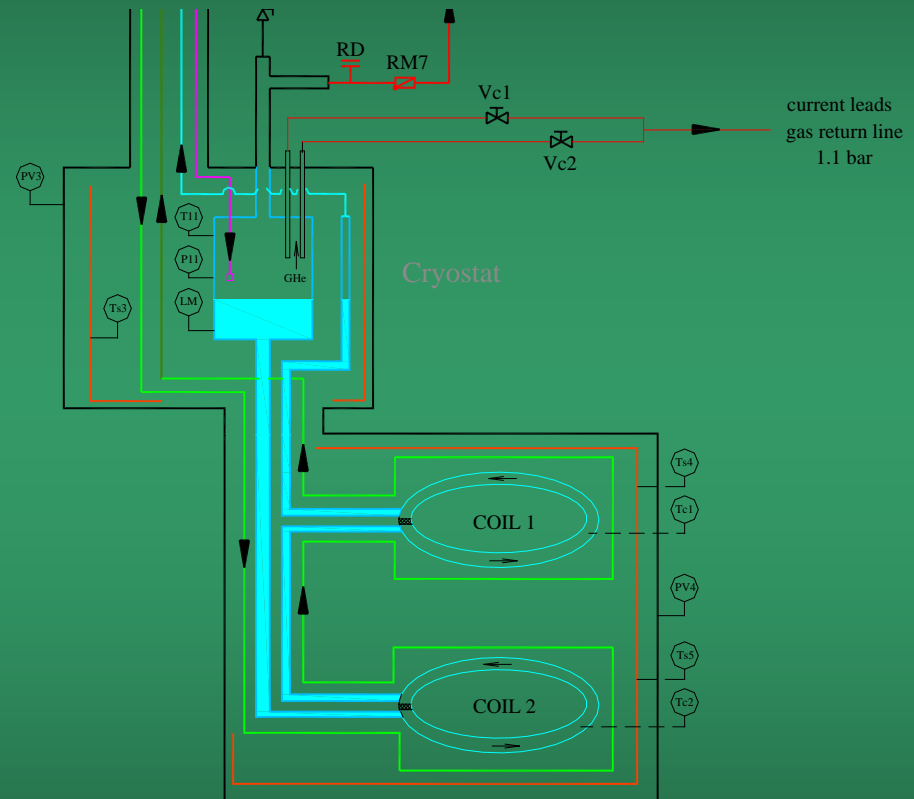 RD
RM7
Vc1
current leads
gas return line
1.1 bar
Vc2
PV3
T11
P11
GHe
Cryostat
LM
Ts3
Ts4
Tc1
COIL 1
PV4
Ts5
Tc2
COIL 2